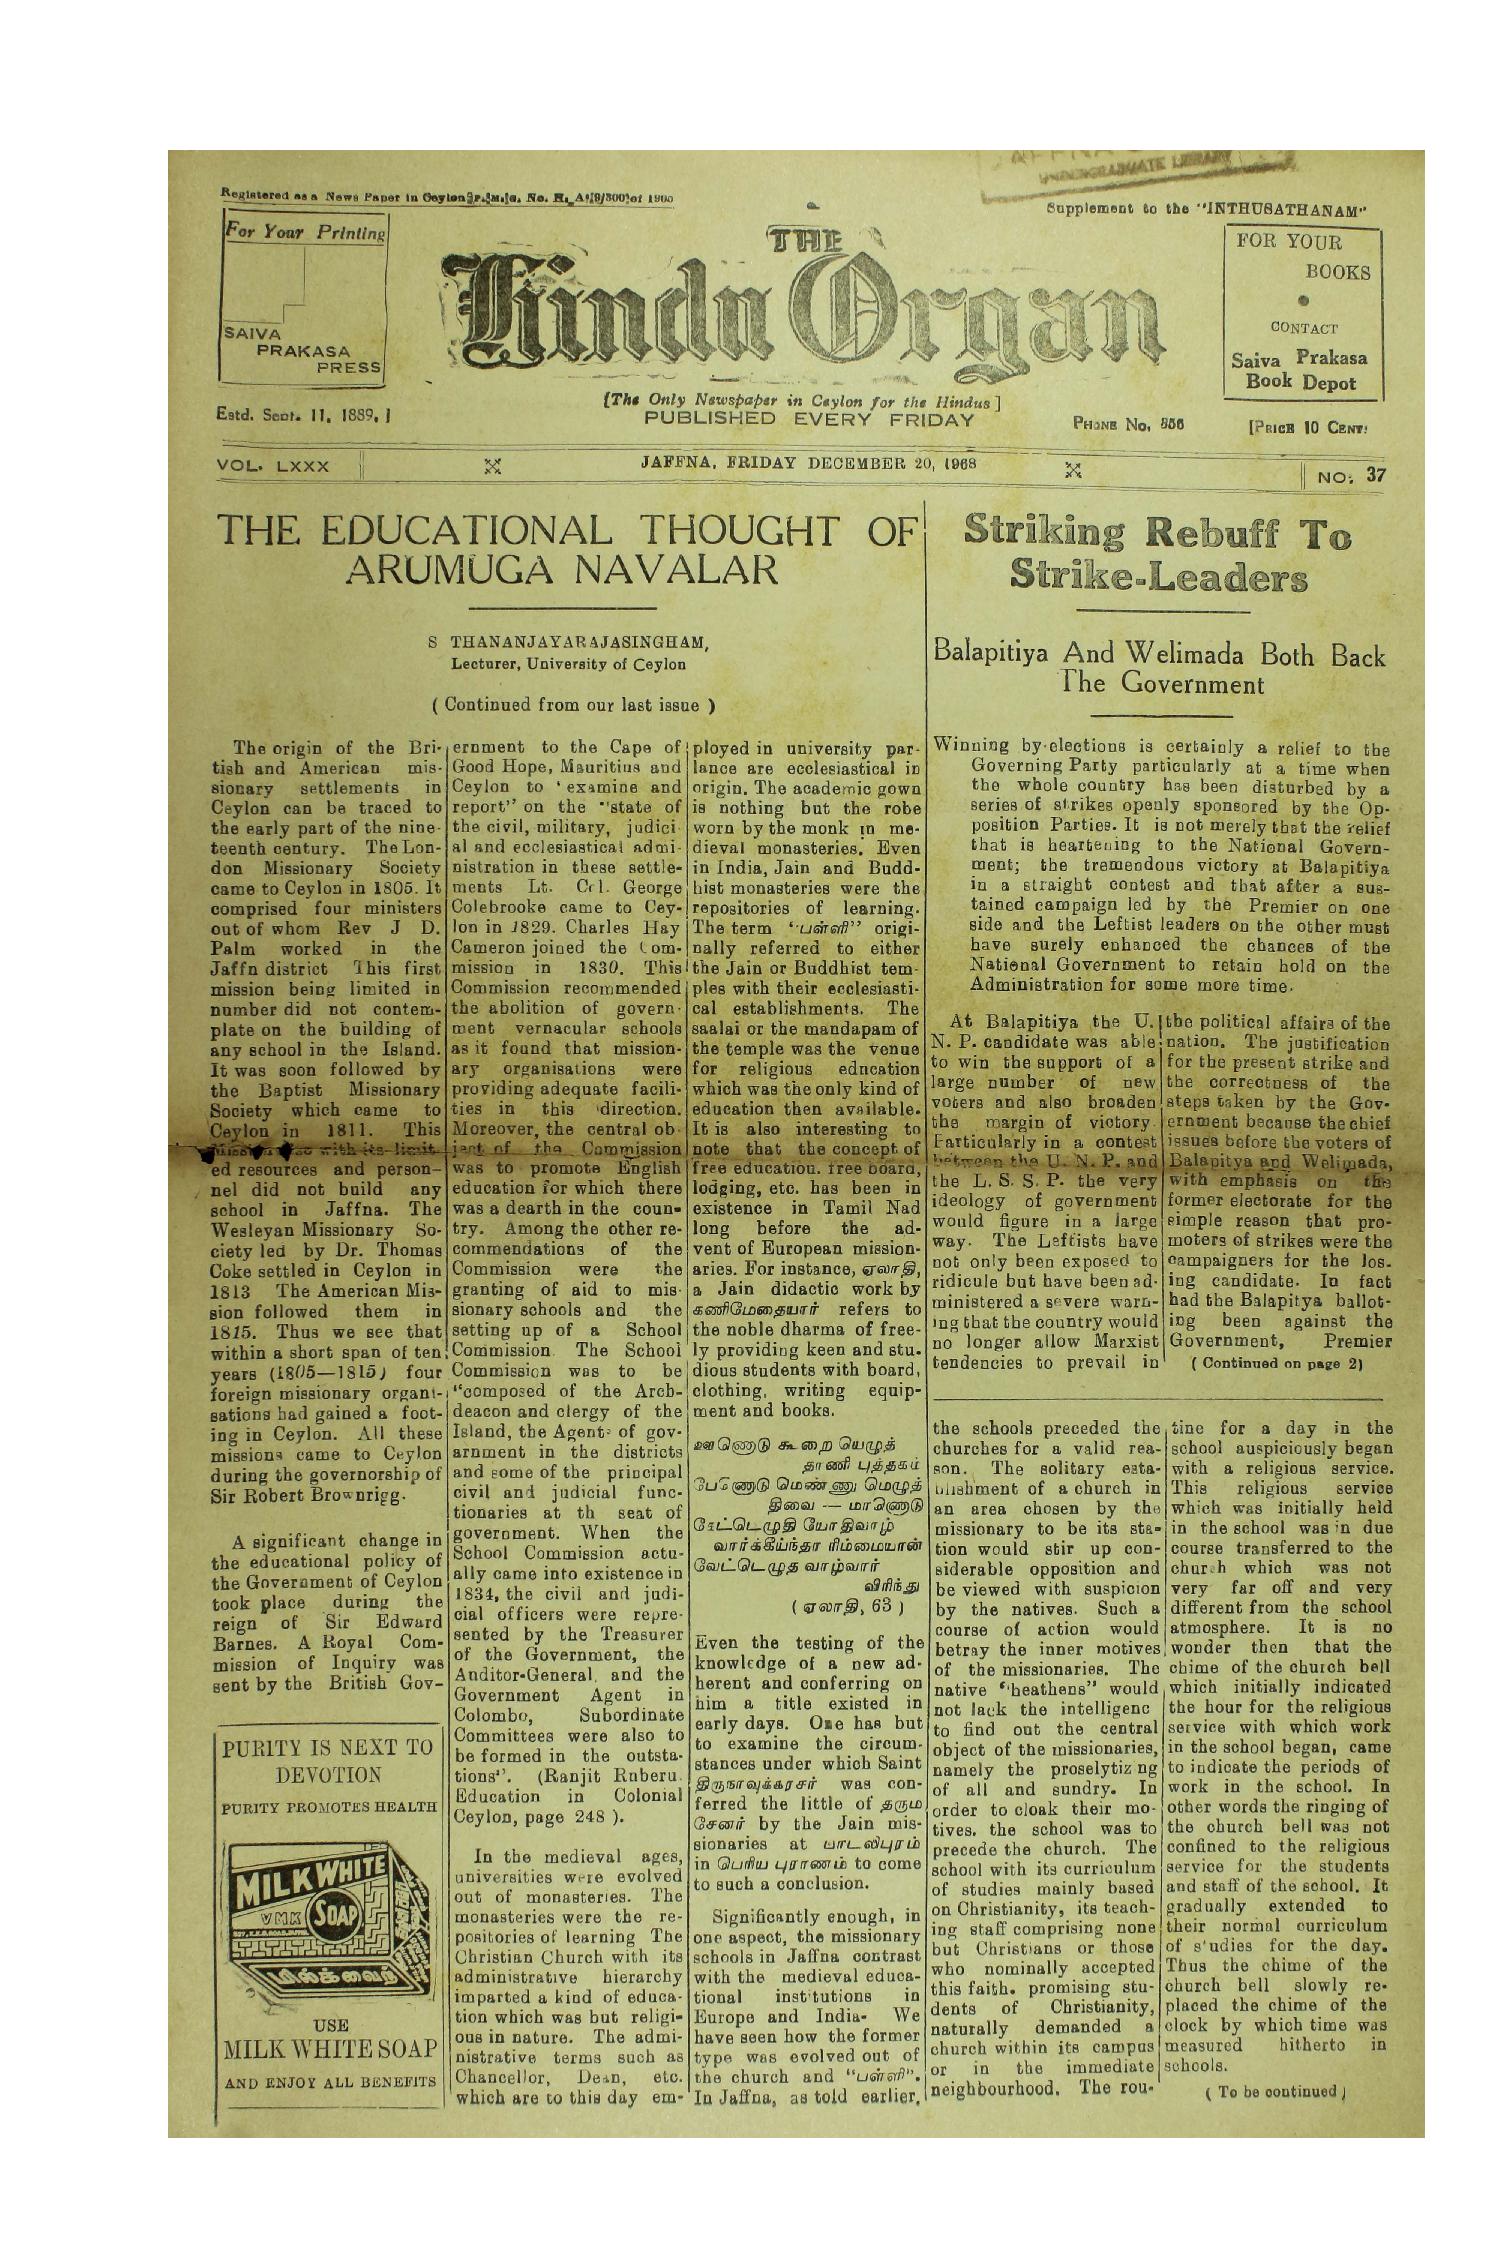 UNDERGRADUATE LIBRARY
Registered as a News Paper in Ceylon
Supplement to the "INTHUSATHANAM"
For Your Printing
SAIVA
PRAKASA
PRESS
THE
Hindu Organ
FOR YOUR
BOOKS
CONTACT
Saiva Prakasa
Book Depot
Estd. Sept. 11, 1889, ]
[The Only Newspaper in Ceylon for the Hindus]
PUBLISHED EVERY FRIDAY
PHONE No, 856
[PRICE 10 CENT
VOL. LXXX
JAFFNA, FRIDAY DECEMBER 20, 1968
NO. 37
THE EDUCATIONAL THOUGHT OF
ARUMUGA NAVALAR
S THANANJAYARAJASINGHAM,
Lecturer, University of Ceylon
( Continued from our last issue )
The origin of the Bri-
tish and American mis-
sionary settlements in
Ceylon can be traced to
the early part of the nine-
teenth century. The Lon-
don Missionary Society
came to Ceylon in 1805. It
comprised four ministers
out of whom Rev J D.
Palm worked in the
Jaffn district This first
mission being limited in
number did not contem-
plate on the building of
any school in the Island.
It was soon followed by
the Baptist Missionary
Society which came to
Ceylon in 1811. This
with its limit
ed resources and person-
nel did not build any
school in Jaffna. The
Wesleyan Missionary So-
ciety led by Dr. Thomas
Coke settled in Ceylon in
1813 The American Mis-
sion followed them in
1815. Thus we see that
within a short span of ten
years (1805—1815) four
foreign missionary organi-
sations had gained a foot-
ing in Ceylon. All these
missions came to Ceylon
during the governorship of
Sir Robert Brownrigg.
A significant change in
the educational policy of
the Government of Ceylon
took place during the
reign of Sir Edward
Barnes. A Royal Com-
mission of Inquiry was
sent by the British Gov-
PURITY IS NEXT TO
DEVOTION
PURITY PROMOTES HEALTH
MILK WHITE
VMK SOAP
மில்க்வைற்
USE
MILK WHITE SOAP
AND ENJOY ALL BENEFITS
ernment to the Cape of
Good Hope, Mauritius and
Ceylon to ' examine and
report" on the "state of
the civil, military, judici
al and ecclesiastical admi-
nistration in these settle-
ments Lt. Col. George
Colebrooke came to Cey-
lon in 1829. Charles Hay
Cameron joined the Com-
mission in 1830. This
Commission recommended
the abolition of govern-
ment vernacular schools
as it found that mission-
ary organisations were
providing adequate facili-
ties in this direction.
Moreover, the central ob-
ject of the Commission
was to promote English
education for which there
was a dearth in the coun-
try. Among the other re-
commendations of the
Commission were the
granting of aid to mis-
sionary schools and the
setting up of a School
Commission. The School
Commission was to be
"composed of the Arch-
deacon and clergy of the
Island, the Agents of gov-
arnment in the districts
and some of the principal
civil and judicial func-
tionaries at th seat of
government. When the
School Commission actu-
ally came into existence in
1834, the civil and judi-
cial officers were repre-
sented by the Treasurer
of the Government, the
Auditor-General, and the
Government Agent in
Colombo, Subordinate
Committees were also to
be formed in the outsta-
tions". (Ranjit Ruberu.
Education in Colonial
Ceylon, page 248 ).
In the medieval ages,
universities were evolved
out of monasteries. The
monasteries were the re-
positories of learning The
Christian Church with its
administrative hierarchy
imparted a kind of educa-
tion which was but religi-
ous in nature. The admi-
nistrative terms such as
Chancellor, Dean, etc.
which are to this day em-
ployed in university par-
lance are ecclesiastical in
origin. The academic gown
is nothing but the robe
worn by the monk in me-
dieval monasteries. Even
in India, Jain and Budd-
hist monasteries were the
repositories of learning.
The term "பள்ளி" origi-
nally referred to either
the Jain or Buddhist tem-
ples with their ecclesiasti-
cal establishments. The
saalai or the mandapam of
the temple was the venue
for religious education
which was the only kind of
education then available.
It is also interesting to
note that the concept of
free education. free board,
lodging, etc. has been in
existence in Tamil Nad
long before the ad-
vent of European mission-
aries. For instance, ஏலாதி,
a Jain didactic work by
கணிமேதையார் refers to
the noble dharma of free-
ly providing keen and stu-
dious students with board,
clothing, writing equip-
ment and books.
ஊணொடு கூறை யெழுத்
தாணி புத்தகம்
பேணொடு மெண்ணு மெழுத்
திவை — மாணொடு
கேட்டெழுதி யோதிவாழ்
வார்க்கீய்ந்தா ரிம்மையான்
வேட்டெழுத வாழ்வார்
விரிந்து
( ஏலாதி, 63 )
Even the testing of the
knowledge of a new ad-
herent and conferring on
him a title existed in
early days. One has but
to examine the circum-
stances under which Saint
திருநாவுக்கரசர் was con-
ferred the little of தரும
சேனர் by the Jain mis-
sionaries at பாடலிபுரம்
in பெரிய புராணம் to come
to such a conclusion.
Significantly enough, in
one aspect, the missionary
schools in Jaffna contrast
with the medieval educa-
tional institutions in
Europe and India- We
have seen how the former
type was evolved out of
the church and "பள்ளி".
In Jaffna, as told earlier,
Striking Rebuff To
Strike-Leaders
Balapitiya And Welimada Both Back
The Government
Winning by-elections is certainly a relief to the
Governing Party particularly at a time when
the whole country has been disturbed by a
series of strikes openly sponsored by the Op-
position Parties. It is not merely that the relief
that is heartening to the National Govern-
ment; the tremendous victory at Balapitiya
in a straight contest and that after a sus-
tained campaign led by the Premier on one
side and the Leftist leaders on the other must
have surely enhanced the chances of the
National Government to retain hold on the
Administration for some more time.
At Balapitiya the U.
N. P. candidate was able
to win the support of a
large number of new
voters and also broaden
the margin of victory.
Particularly in a contest
between the U. N. P. and
the L. S. S. P. the very
ideology of government
would figure in a large
way. The Leftists have
not only been exposed to
ridicule but have been ad-
ministered a severe warn-
ing that the country would
no longer allow Marxist
tendencies to prevail in
the political affairs of the
nation. The justification
for the present strike and
the correctness of the
steps taken by the Gov-
ernment because the chief
issues before the voters of
Balapitya and Welimada,
with emphasis on the
former electorate for the
simple reason that pro-
moters of strikes were the
campaigners for the los-
ing candidate. In fact
had the Balapitya ballot-
ing been against the
Government, Premier
( Continued on page 2)
the schools preceded the
churches for a valid rea-
son. The solitary esta-
blishment of a church in
an area chosen by the
missionary to be its sta-
tion would stir up con-
siderable opposition and
be viewed with suspicion
by the natives. Such a
course of action would
betray the inner motives
of the missionaries. The
native "heathens" would
not lack the intelligenc
to find out the central
object of the missionaries,
namely the proselytiz ng
of all and sundry. In
order to cloak their mo-
tives. the school was to
precede the church. The
school with its curriculum
of studies mainly based
on Christianity, its teach-
ing staff comprising none
but Christians or those
who nominally accepted
this faith. promising stu-
dents of Christianity,
naturally demanded a
church within its campus
or in the immediate
neighbourhood. The rou-
tine for a day in the
school auspiciously began
with a religious service.
This religious service
which was initially held
in the school was in due
course transferred to the
church which was not
very far off and very
different from the school
atmosphere. It is no
wonder then that the
chime of the church bell
which initially indicated
the hour for the religious
service with which work
in the school began, came
to indicate the periods of
work in the school. In
other words the ringing of
the church bell was not
confined to the religious
service for the students
and staff of the school. It
gradually extended to
their normal curriculum
of s'udies for the day.
Thus the chime of the
church bell slowly re-
placed the chime of the
clock by which time was
measured hitherto in
schools.
( To be continued )